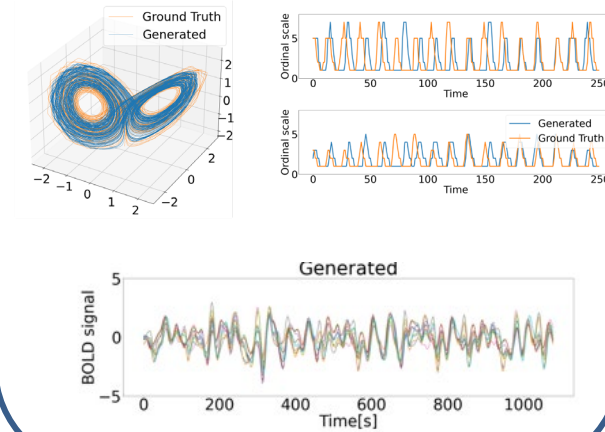 Ground Truth
Generated
2
1
0
−1
−2
2
0
−2
−2 −1 0 1 2
Ordinal scale
5
0
0 50 100 150 200 250
Time
Ordinal scale
5
0
0 50 100 150 200 250
Time
Generated
Ground Truth
Generated
BOLD signal
5
0
−5
0 200 400 600 800 1000
Time[s]